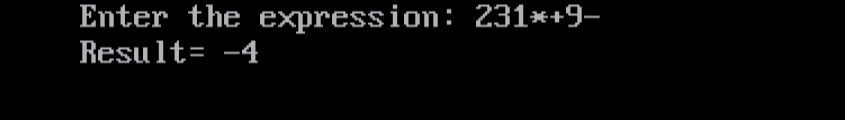 Enter the expression: 231*+9-
Result= -4